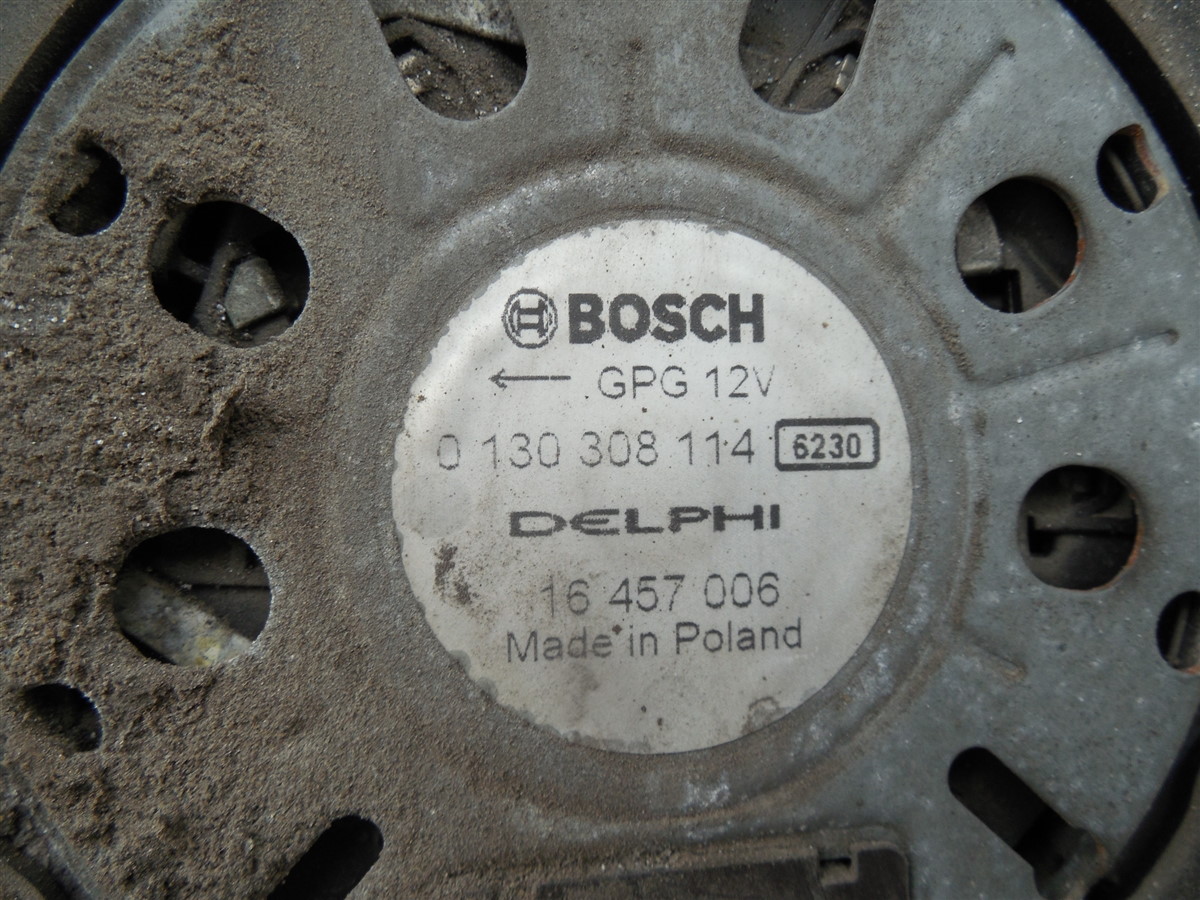 BOSCH
GPG 12V
0 130 308 114 6230
DELPHI
16 457 006
Made in Poland